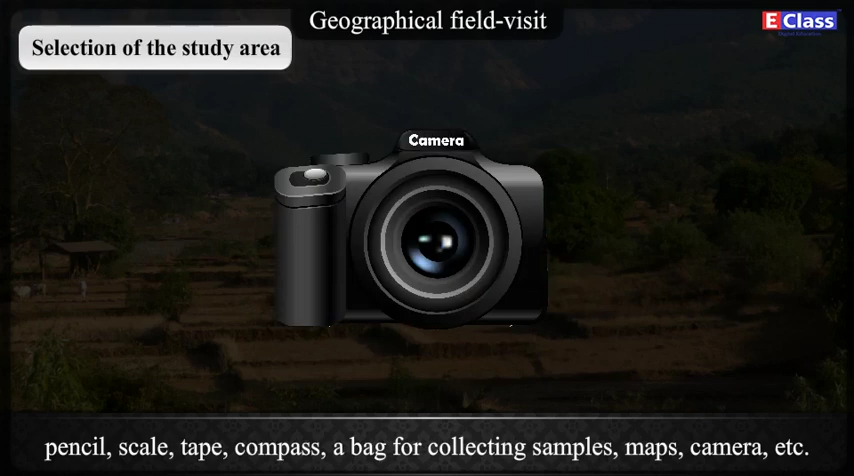 Geographical field-visit
E Class
Selection of the study area
Camera
pencil, scale, tape, compass, a bag for collecting samples, maps, camera, etc.